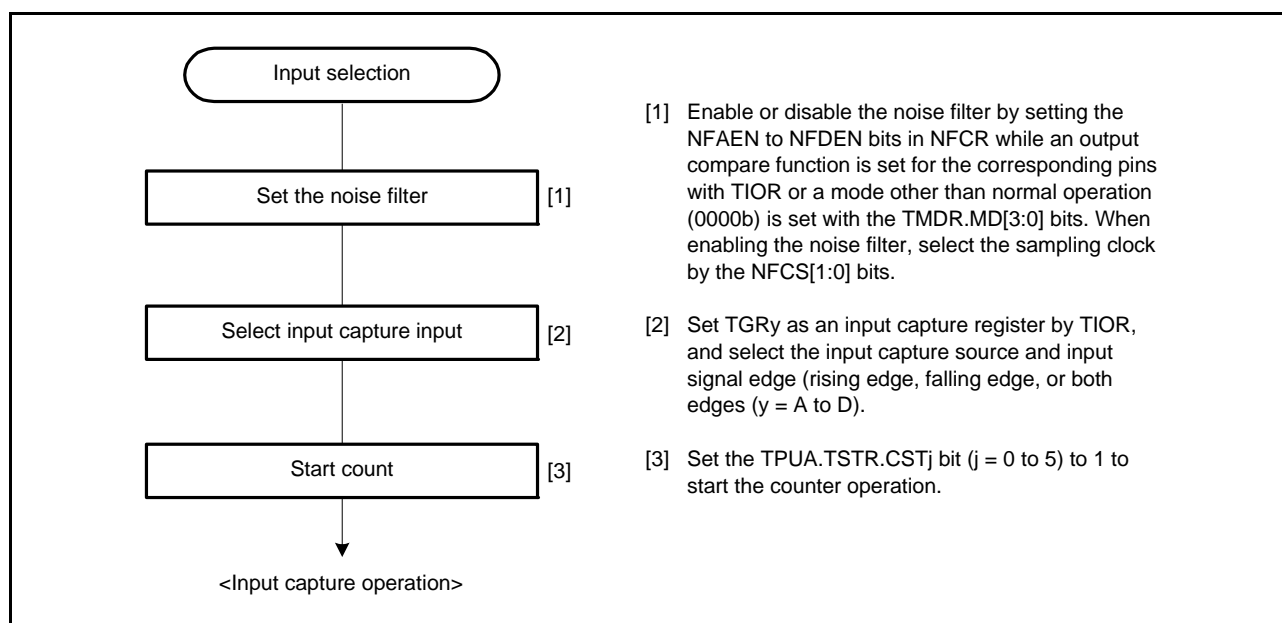 Input selection
Set the noise filter
[1]
Select input capture input
[2]
Start count
[3]
<Input capture operation>
[1] Enable or disable the noise filter by setting the
NFAEN to NFDEN bits in NFCR while an output
compare function is set for the corresponding pins
with TIOR or a mode other than normal operation
(0000b) is set with the TMDR.MD[3:0] bits. When
enabling the noise filter, select the sampling clock
by the NFCS[1:0] bits.
[2] Set TGRy as an input capture register by TIOR,
and select the input capture source and input
signal edge (rising edge, falling edge, or both
edges (y = A to D).
[3] Set the TPUA.TSTR.CSTj bit (j = 0 to 5) to 1 to
start the counter operation.